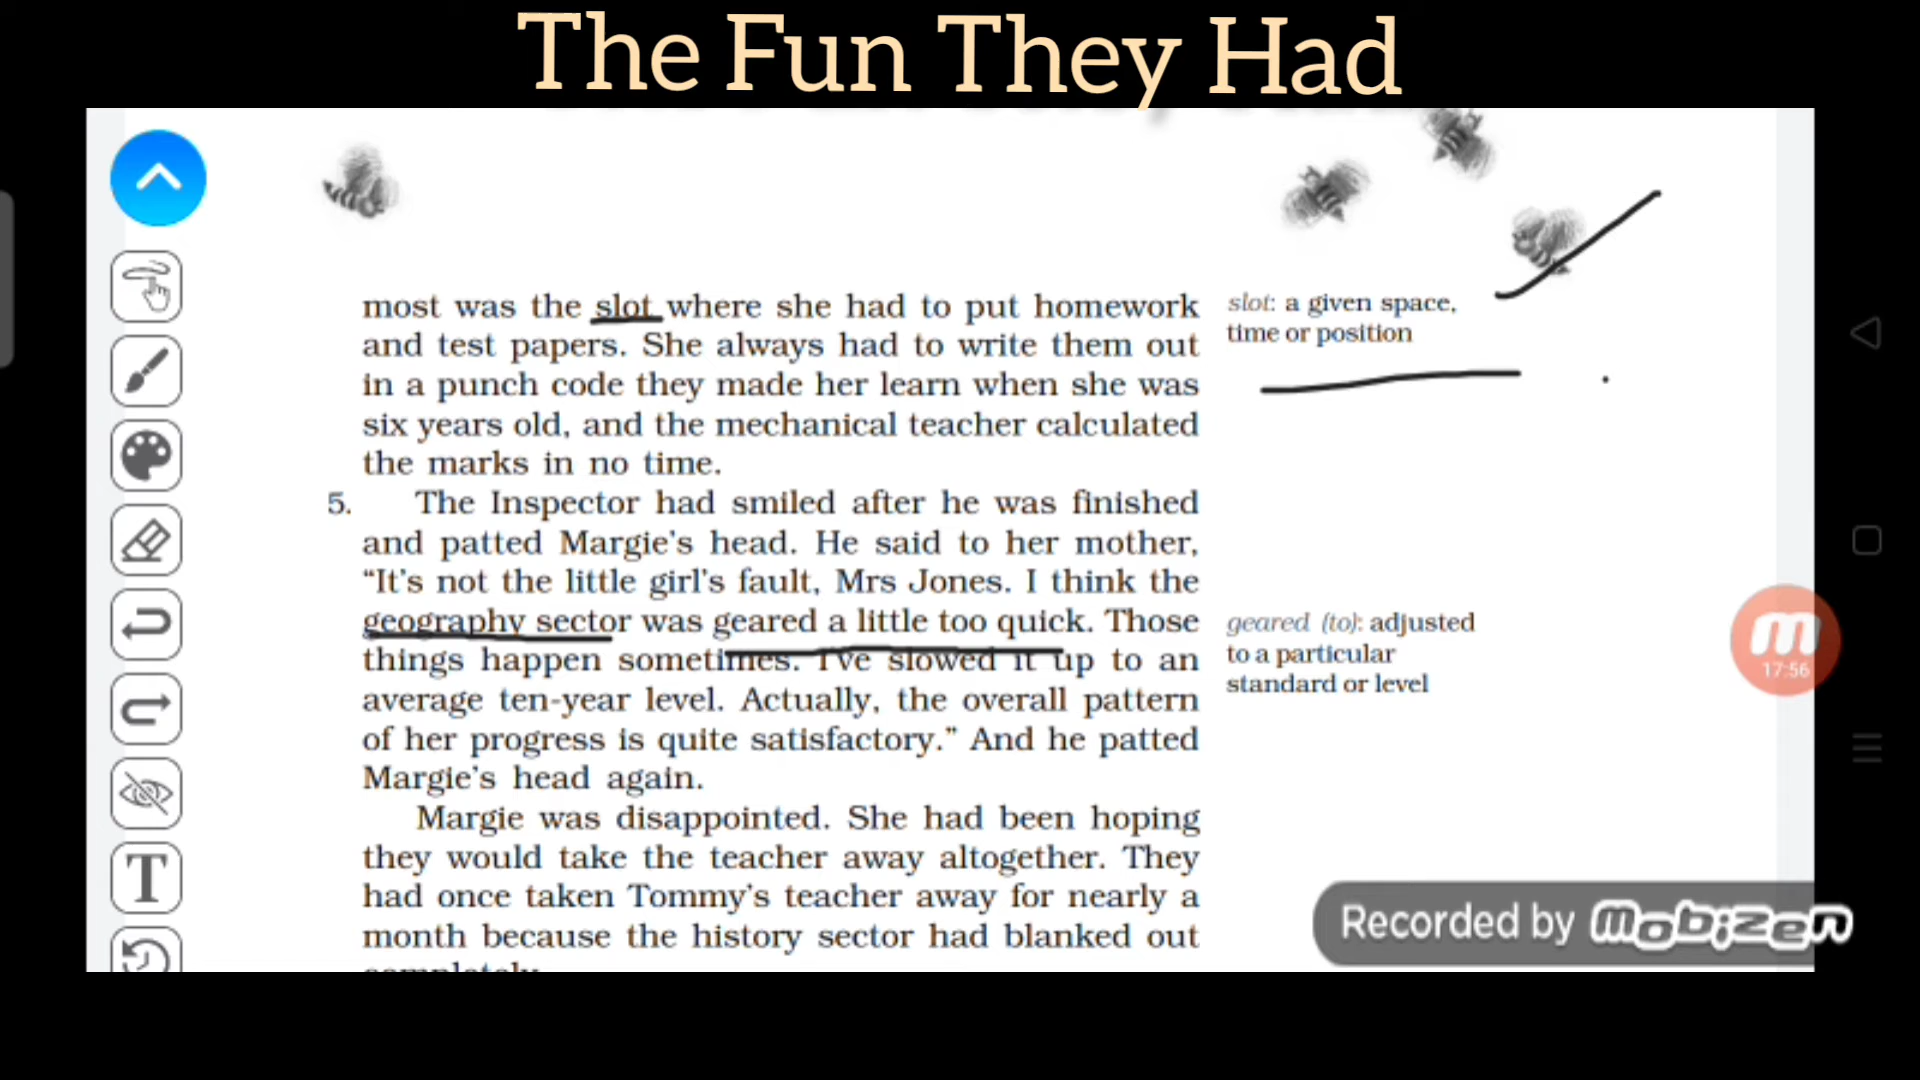 The Fun They Had
most was the slot where she had to put homework
and test papers. She always had to write them out
in a punch code they made her learn when she was
six years old, and the mechanical teacher calculated
the marks in no time.
slot: a given space,
time or position
5. The Inspector had smiled after he was finished
and patted Margie’s head. He said to her mother,
“It’s not the little girl’s fault, Mrs Jones. I think the
geography sector was geared a little too quick. Those
things happen sometimes. I’ve slowed it up to an
average ten-year level. Actually, the overall pattern
of her progress is quite satisfactory.” And he patted
Margie’s head again.
geared (to): adjusted
to a particular
standard or level
Margie was disappointed. She had been hoping
they would take the teacher away altogether. They
had once taken Tommy’s teacher away for nearly a
month because the history sector had blanked out
completely.
T
17:56
Recorded by Mobizen